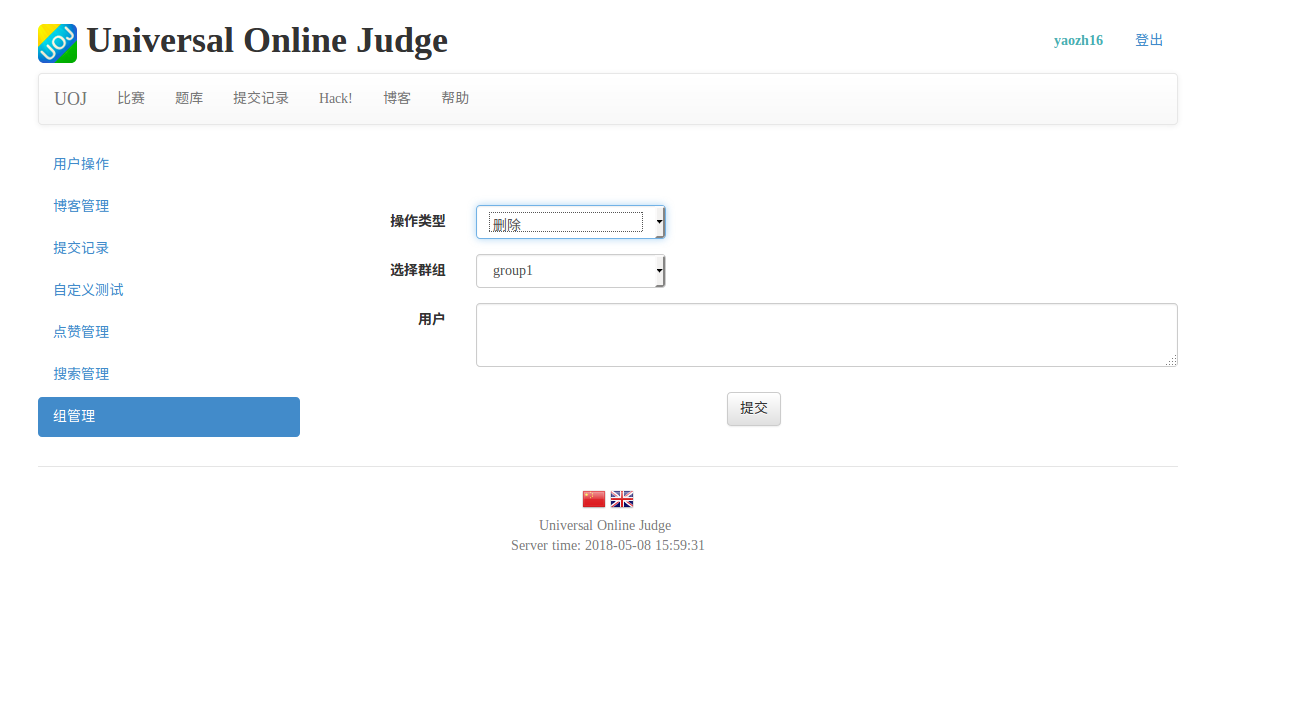 UOJ Universal Online Judge yaozh16 登出
UOJ 比赛 题库 提交记录 Hack! 博客 帮助
用户操作
博客管理
提交记录
自定义测试
点赞管理
搜索管理
组管理
操作类型 删除
选择群组 group1
用户
提交
Universal Online Judge
Server time: 2018-05-08 15:59:31